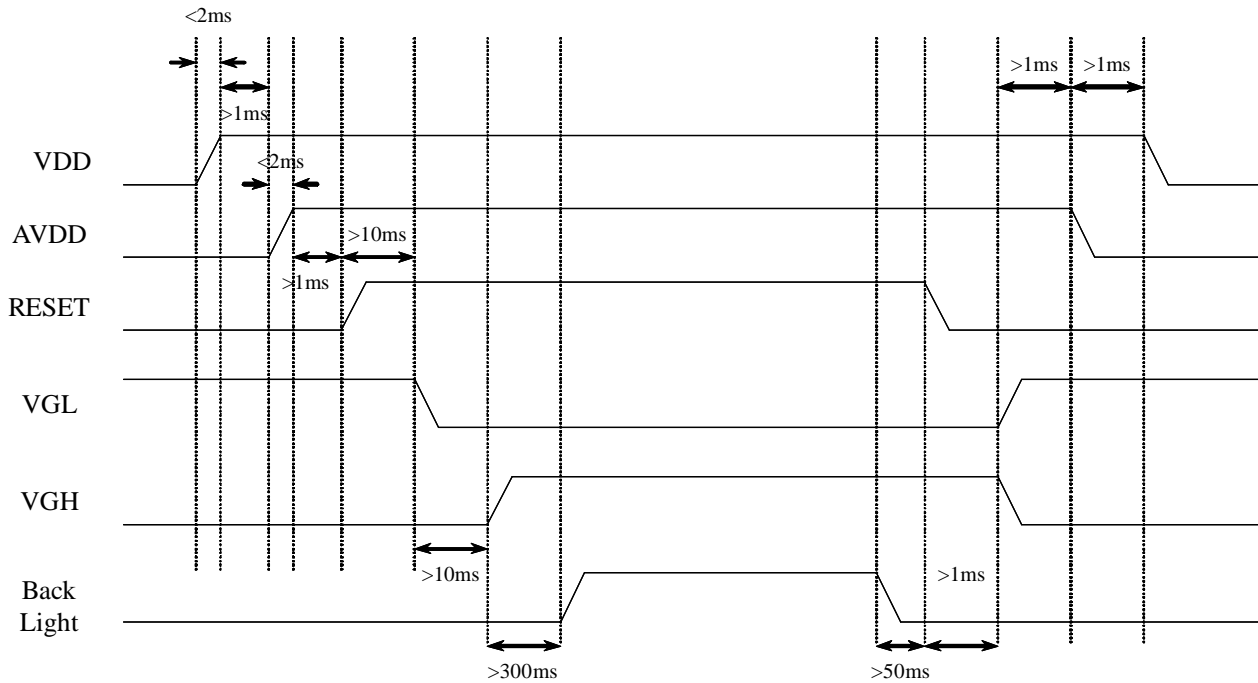 <2ms
>1ms >1ms
>1ms
VDD
<2ms
AVDD
>10ms
>1ms
RESET
VGL
VGH
>10ms
>1ms
Back
Light
>300ms
>50ms